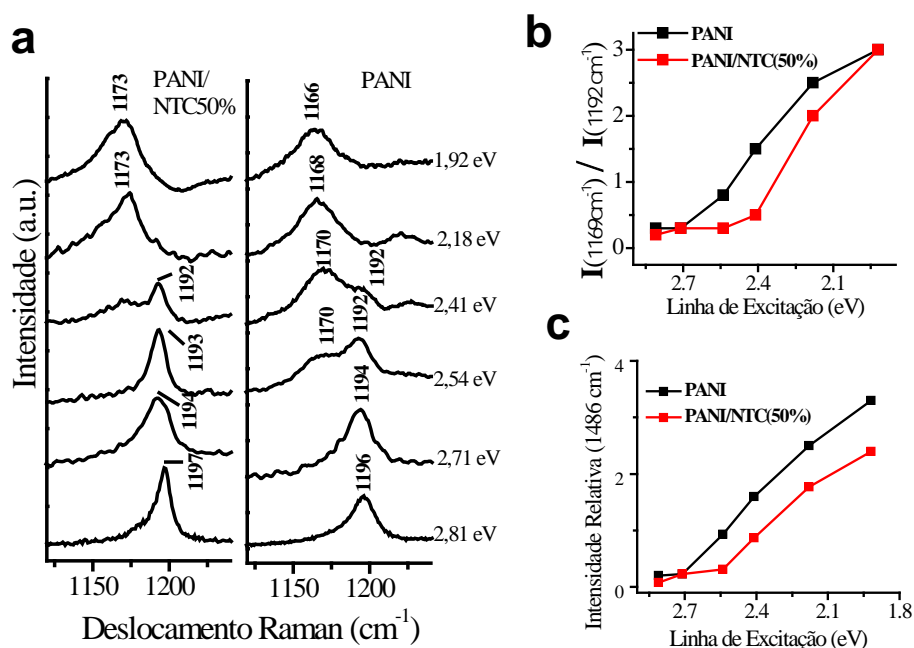 a
PANI/
NTC50%
PANI
1173
1173
1192
1193
1194
1197
1166
1168
1170
1192
1170
1192
1194
1196
1,92 eV
2,18 eV
2,41 eV
2,54 eV
2,71 eV
2,81 eV
Intensidade (a.u.)
1150
1200
1150
1200
Deslocamento Raman (cm-1)
b
PANI
PANI/NTC(50%)
I(1169cm-1) / I(1192 cm-1)
3
2
1
0
2.7
2.4
2.1
Linha de Excitação (eV)
c
PANI
PANI/NTC(50%)
Intensidade Relativa (1486 cm-1)
4
2
0
2.7
2.4
2.1
1.8
Linha de Excitação (eV)